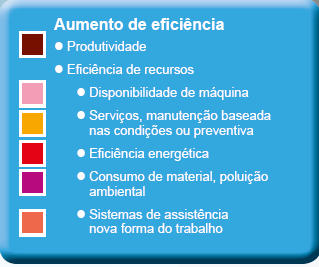 Aumento de eficiência
• Produtividade
• Eficiência de recursos
• Disponibilidade de máquina
• Serviços, manutenção baseada
nas condições ou preventiva
• Eficiência energética
• Consumo de material, poluição
ambiental
• Sistemas de assistência
nova forma do trabalho